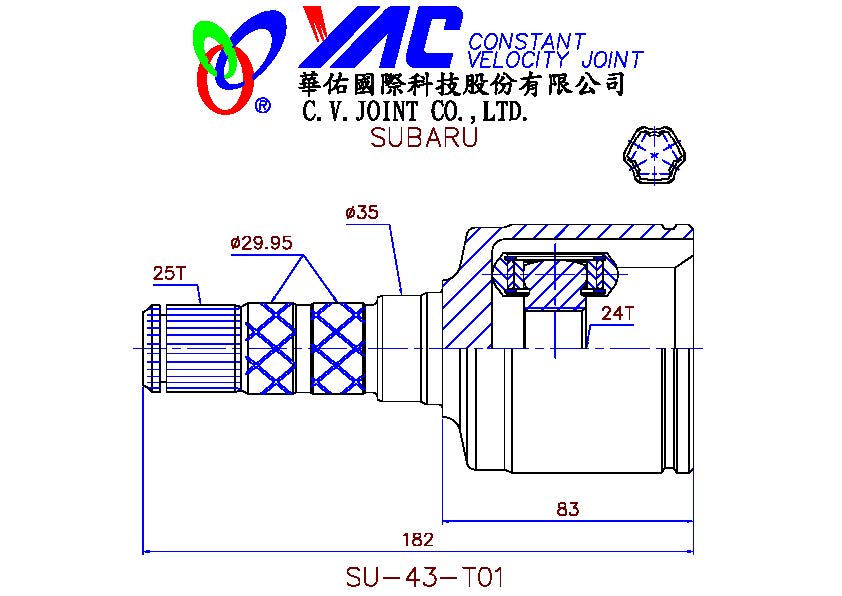 YAC CONSTANT
VELOCITY JOINT
®
華佑國際科技股份有限公司
C.V.JOINT CO.,LTD.
SUBARU
ø35
ø29.95
25T
24T
83
182
SU-43-T01